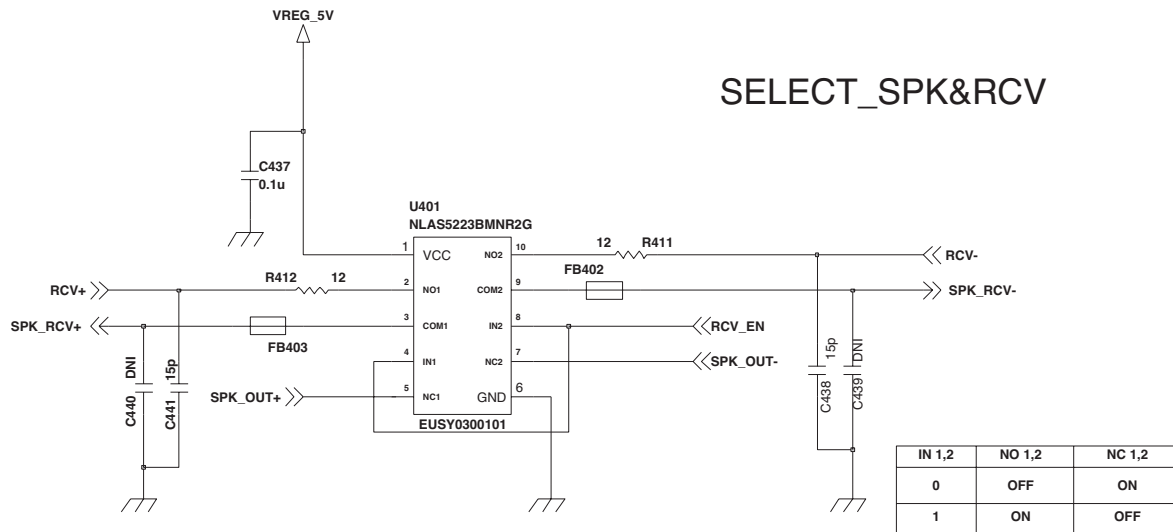 VREG_5V
SELECT_SPK&RCV
C437
0.1u
U401
NLAS5223BMNR2G
1 VCC NO2 10 12 R411 RCV-
R412 12
FB402
RCV+ 2 NO1 COM2 9 SPK_RCV-
SPK_RCV+ 3 COM1 IN2 8 RCV_EN
FB403
4 IN1 NC2 7 SPK_OUT-
SPK_OUT+ 5 NC1 GND 6
EUSY0300101
C440 DNI
C441 15p
C438 15p
C439 DNI
IN 1,2 NO 1,2 NC 1,2
0 OFF ON
1 ON OFF